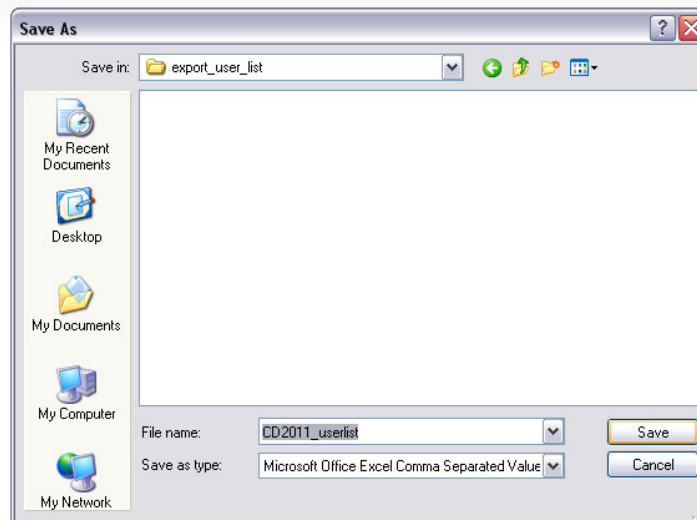 Save As
?
Save in:
export_user_list
My Recent
Documents
Desktop
My Documents
My Computer
My Network
File name:
CD2011_userlist
Save
Save as type:
Microsoft Office Excel Comma Separated Value
Cancel